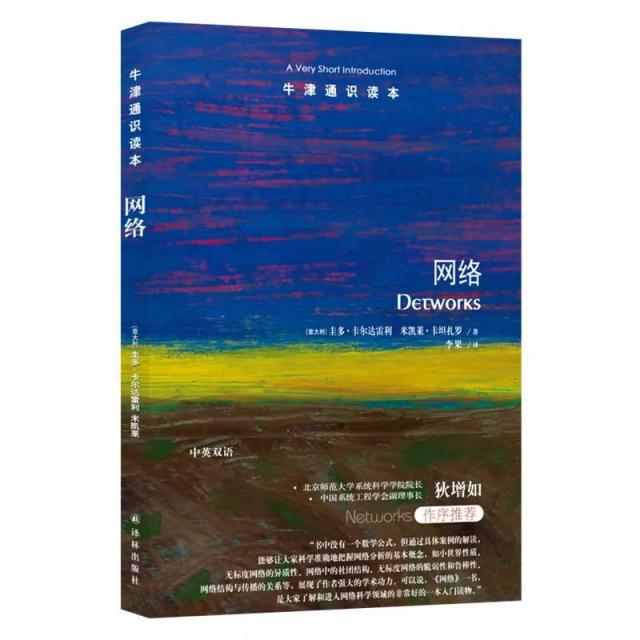 A Very Short Introduction
牛津通识读本
网络
NETWORKS
〔意大利〕圭多·卡尔达雷利 米凯莱·卡坦扎罗 / 著
李果 / 译
中英双语
• 北京师范大学系统科学学院院长
• 中国系统工程学会副理事长
狄增如
Networks 作序推荐
“书中没有一个数学公式，但通过具体案例的解读，
能够让大家科学准确地把握网络分析的基本概念，如小世界性质，
无标度网络的异质性、网络中的社团结构、无标度网络的脆弱性和鲁棒性、
网络结构与传播的关系等，展现了作者强大的学术功力。可以说，《网络》一书，
是大家了解和进入网络科学领域的非常好的一本入门读物。”
牛津通识读本
网络
〔意大利〕圭多·卡尔达雷利 米凯莱
译林出版社